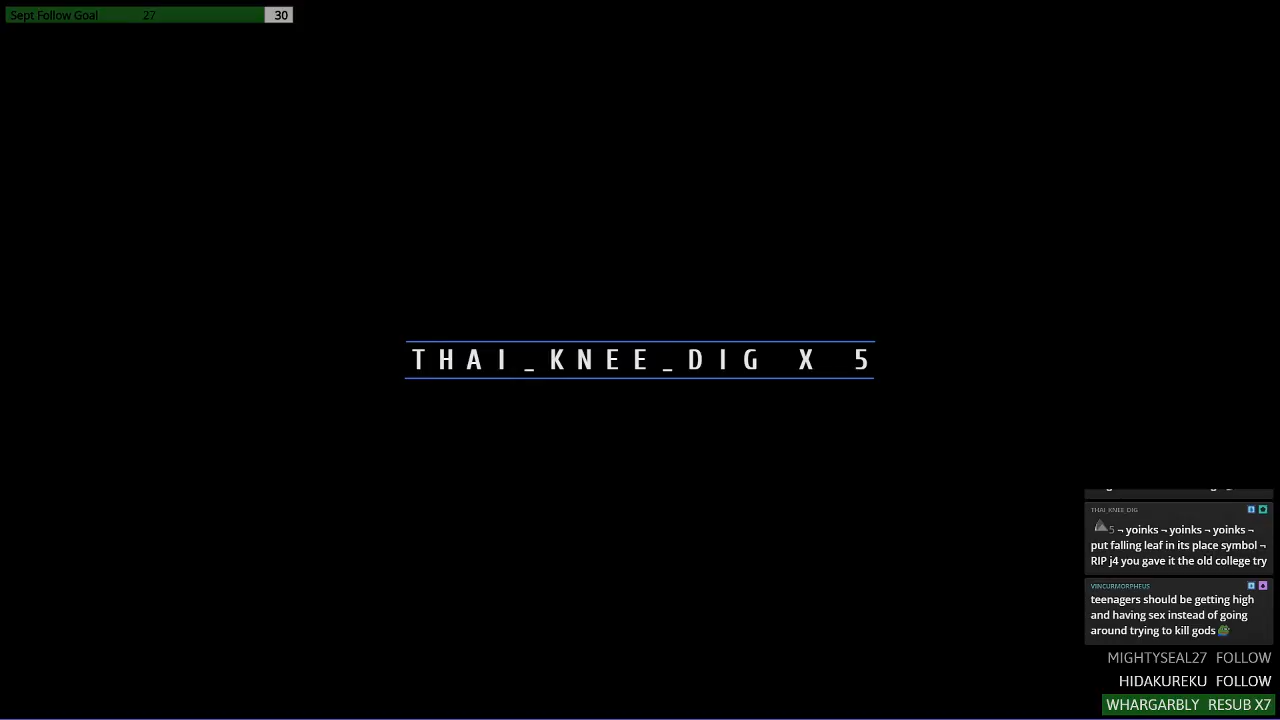 Sept Follow Goal 27 30
THAI_KNEE_DIG X 5
THAI_KNEE_DIG
5 ¬ yoinks ¬ yoinks ¬ yoinks ¬
put falling leaf in its place symbol ¬
RIP j4 you gave it the old college try
VINCURMORPHEUS
teenagers should be getting high
and having sex instead of going
around trying to kill gods
MIGHTYSEAL27 FOLLOW
HIDAKUREKU FOLLOW
WHARGARBLY RESUB X7